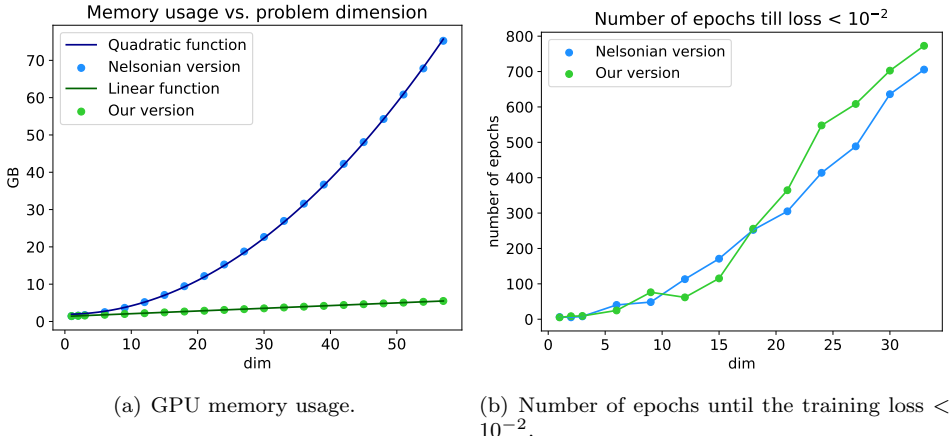 Memory usage vs. problem dimension
Quadratic function
Nelsonian version
Linear function
Our version
GB
70
60
50
40
30
20
10
0
0 10 20 30 40 50
dim
(a) GPU memory usage.
Number of epochs till loss < 10⁻²
Nelsonian version
Our version
number of epochs
800
700
600
500
400
300
200
100
0
0 5 10 15 20 25 30
dim
(b) Number of epochs until the training loss <
10⁻².